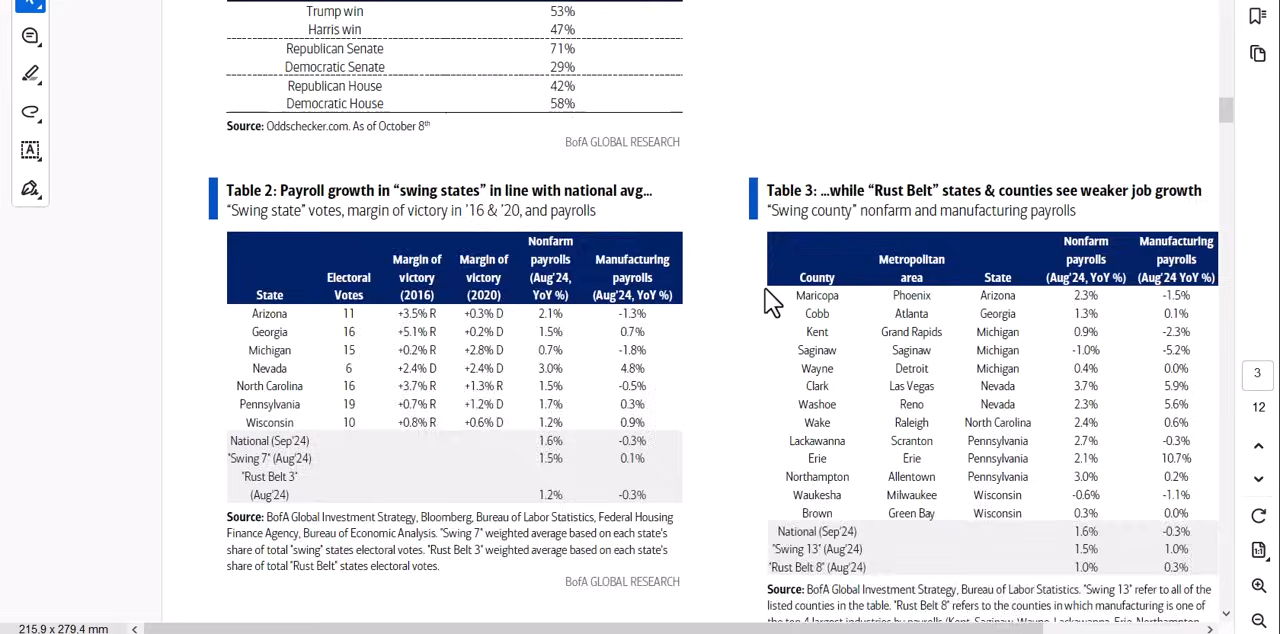 Trump win 53%
Harris win 47%
Republican Senate 71%
Democratic Senate 29%
Republican House 42%
Democratic House 58%
Source: Oddschecker.com. As of October 8th
BofA GLOBAL RESEARCH
Table 2: Payroll growth in “swing states” in line with national avg...
“Swing state” votes, margin of victory in ’16 & ’20, and payrolls
State Electoral Votes Margin of victory (2016) Margin of victory (2020) Nonfarm payrolls (Aug'24, YoY %) Manufacturing payrolls (Aug'24, YoY %)
Arizona 11 +3.5% R +0.3% D 2.1% -1.3%
Georgia 16 +5.1% R +0.2% D 1.5% 0.7%
Michigan 15 +0.2% R +2.8% D 0.7% -1.8%
Nevada 6 +2.4% D +2.4% D 3.0% 4.8%
North Carolina 16 +3.7% R +1.3% R 1.5% -0.5%
Pennsylvania 19 +0.7% R +1.2% D 1.7% 0.3%
Wisconsin 10 +0.8% R +0.6% D 1.2% 0.9%
National (Sep'24) 1.6% -0.3%
"Swing 7" (Aug'24) 1.5% 0.1%
"Rust Belt 3"
(Aug'24) 1.2% -0.3%
Source: BofA Global Investment Strategy, Bloomberg, Bureau of Labor Statistics, Federal Housing
Finance Agency, Bureau of Economic Analysis. "Swing 7" weighted average based on each state's
share of total "swing" states electoral votes. "Rust Belt 3" weighted average based on each state's
share of total "Rust Belt" states electoral votes.
BofA GLOBAL RESEARCH
Table 3: ...while “Rust Belt” states & counties see weaker job growth
“Swing county” nonfarm and manufacturing payrolls
County Metropolitan area State Nonfarm payrolls (Aug'24, YoY %) Manufacturing payrolls (Aug'24 YoY %)
Maricopa Phoenix Arizona 2.3% -1.5%
Cobb Atlanta Georgia 1.3% 0.1%
Kent Grand Rapids Michigan 0.9% -2.3%
Saginaw Saginaw Michigan -1.0% -5.2%
Wayne Detroit Michigan 0.4% 0.0%
Clark Las Vegas Nevada 3.7% 5.9%
Washoe Reno Nevada 2.3% 5.6%
Wake Raleigh North Carolina 2.4% 0.6%
Lackawanna Scranton Pennsylvania 2.7% -0.3%
Erie Erie Pennsylvania 2.1% 10.7%
Northampton Allentown Pennsylvania 3.0% 0.2%
Waukesha Milwaukee Wisconsin -0.6% -1.1%
Brown Green Bay Wisconsin 0.3% 0.0%
National (Sep'24) 1.6% -0.3%
"Swing 13" (Aug'24) 1.5% 1.0%
"Rust Belt 8" (Aug'24) 1.0% 0.3%
Source: BofA Global Investment Strategy, Bureau of Labor Statistics. "Swing 13" refer to all of the
listed counties in the table. "Rust Belt 8" refers to the counties in which manufacturing is one of
the top 4 largest industries by payrolls (Kent, Saginaw, Wayne, Lackawanna, Erie, Northampton,
3
12
215.9 x 279.4 mm